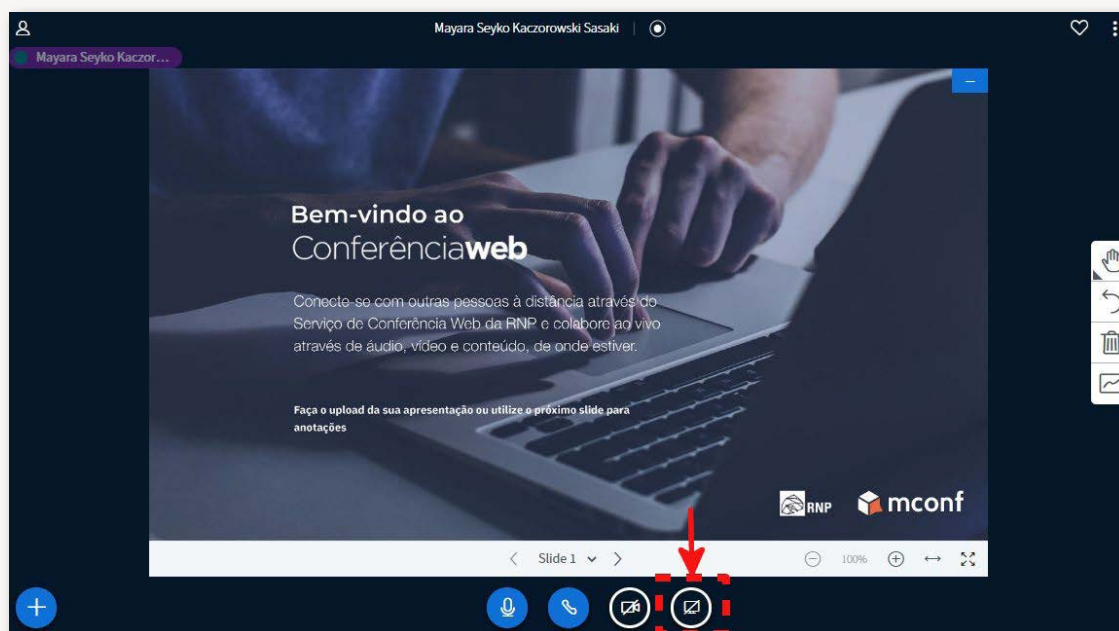 Mayara Seyko Kaczorowski Sasaki
Mayara Seyko Kaczor...
Bem-vindo ao
Conferênciaweb
Conecte-se com outras pessoas à distância através do
Serviço de Conferência Web da RNP e colabore ao vivo
através de áudio, vídeo e conteúdo, de onde estiver.
Faça o upload da sua apresentação ou utilize o próximo slide para
anotações
RNP
mconf
Slide 1
100%